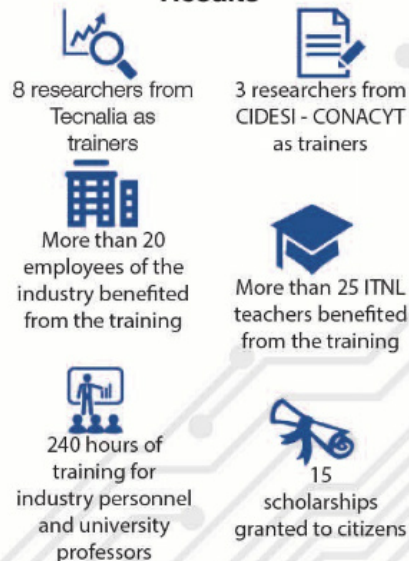 Results
8 researchers from
Tecnalia as
trainers
3 researchers from
CIDESI - CONACYT
as trainers
More than 20
employees of the
industry benefited
from the training
More than 25 ITNL
teachers benefited
from the training
240 hours of
training for
industry personnel
and university
professors
15
scholarships
granted to citizens